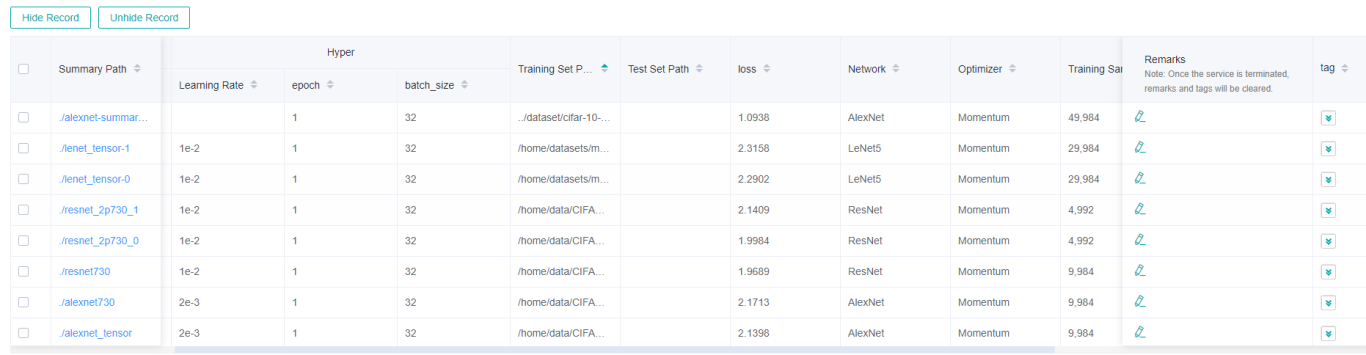 Hide Record Unhide Record
Hyper
Summary Path Training Set P... Test Set Path loss Network Optimizer Training Sar Remarks tag
Note: Once the service is terminated,
remarks and tags will be cleared.
Learning Rate epoch batch_size
./alexnet-summar... 1 32 ../dataset/cifar-10-... 1.0938 AlexNet Momentum 49,984
./lenet_tensor-1 1e-2 1 32 /home/datasets/m... 2.3158 LeNet5 Momentum 29,984
./lenet_tensor-0 1e-2 1 32 /home/datasets/m... 2.2902 LeNet5 Momentum 29,984
./resnet_2p730_1 1e-2 1 32 /home/data/CIFA... 2.1409 ResNet Momentum 4,992
./resnet_2p730_0 1e-2 1 32 /home/data/CIFA... 1.9984 ResNet Momentum 4,992
./resnet730 1e-2 1 32 /home/data/CIFA... 1.9689 ResNet Momentum 9,984
./alexnet730 2e-3 1 32 /home/data/CIFA... 2.1713 AlexNet Momentum 9,984
./alexnet_tensor 2e-3 1 32 /home/data/CIFA... 2.1398 AlexNet Momentum 9,984